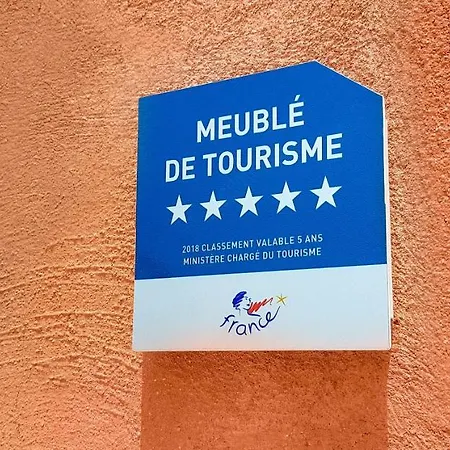 MEUBLÉ
DE TOURISME
2018 CLASSEMENT VALABLE 5 ANS
MINISTÈRE CHARGÉ DU TOURISME
france